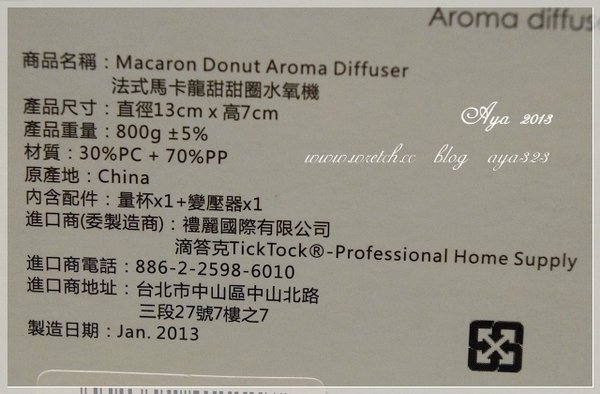 Aroma diffus
商品名稱：Macaron Donut Aroma Diffuser
法式馬卡龍甜甜圈水氧機
產品尺寸：直徑13cm x 高7cm
產品重量：800g ±5%
材質：30%PC + 70%PP
原產地：China
內含配件：量杯x1+變壓器x1
進口商(委製造商)：禮麗國際有限公司
滴答克TickTock®-Professional Home Supply
進口商電話：886-2-2598-6010
進口商地址：台北市中山區中山北路
三段27號7樓之7
製造日期：Jan. 2013
Aya 2013
www.wretch.cc blog aya323